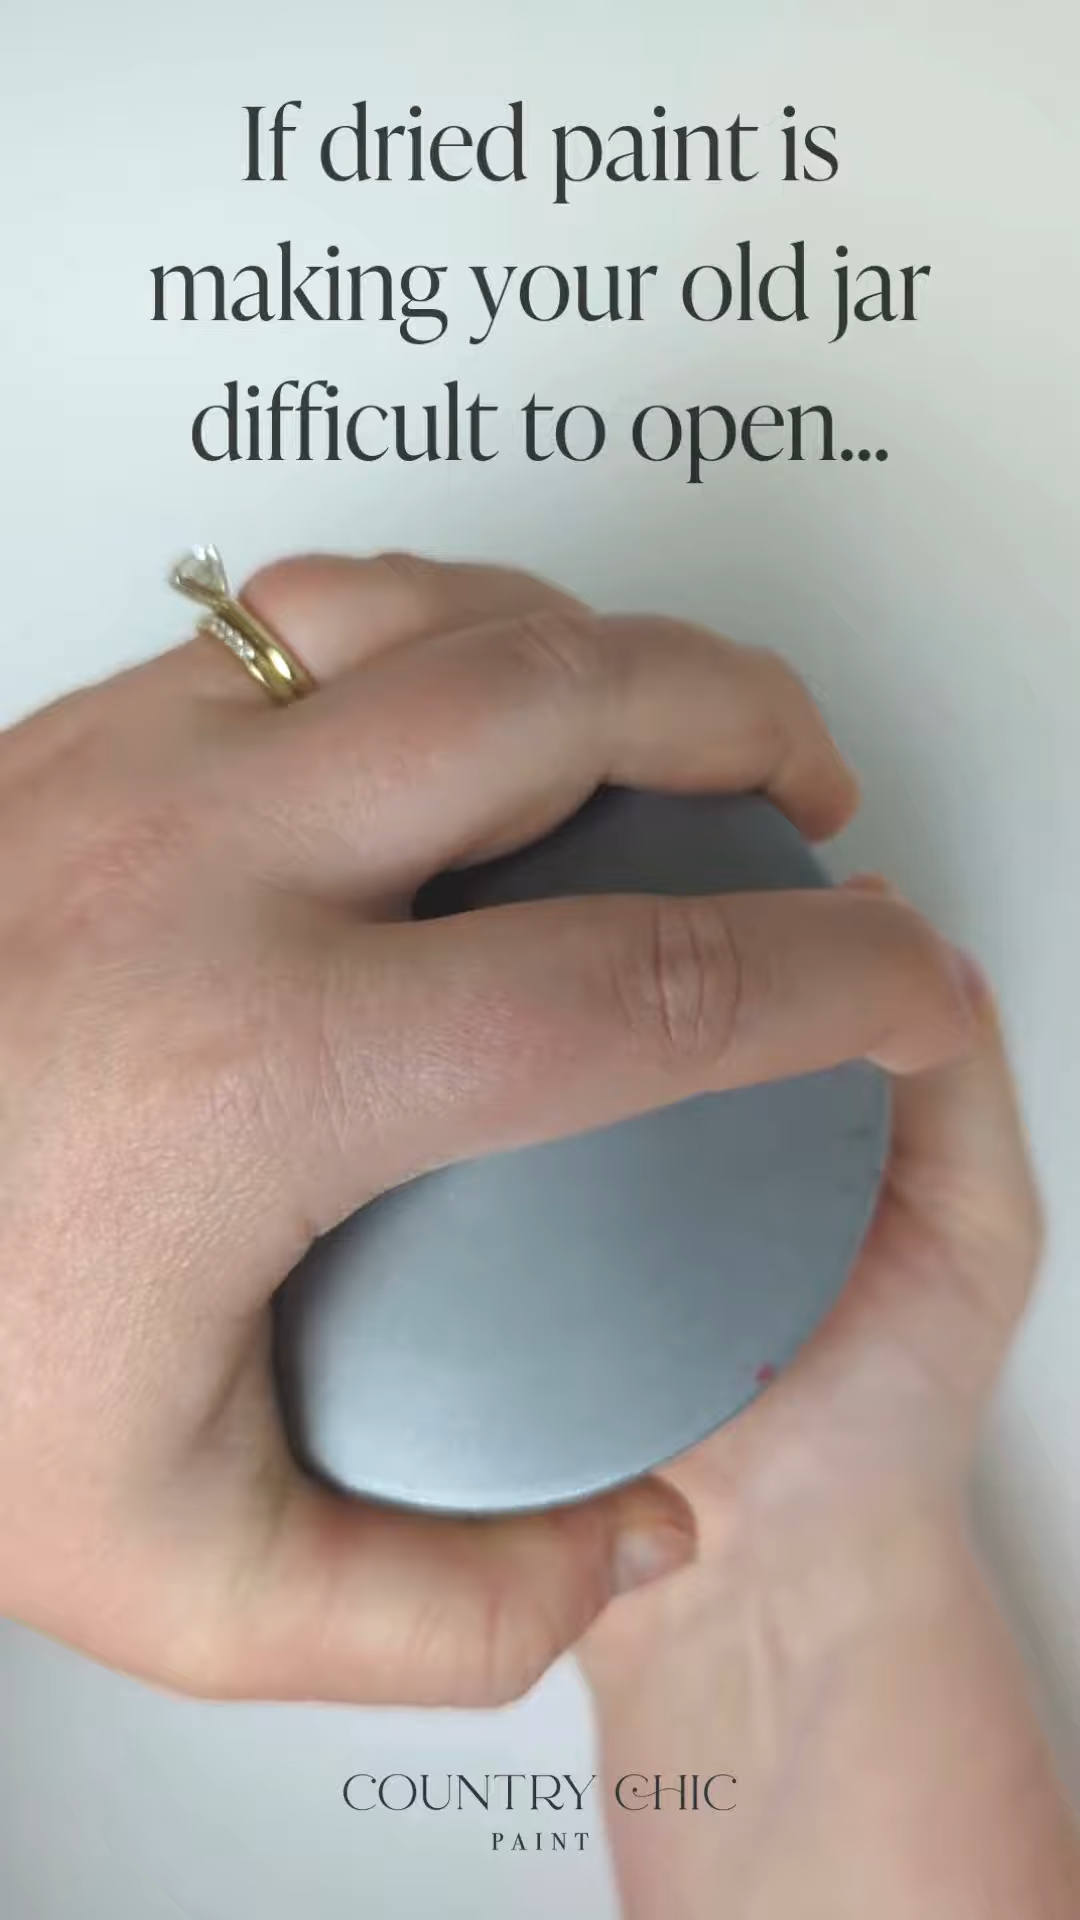 If dried paint is
making your old jar
difficult to open...
COUNTRY CHIC
PAINT